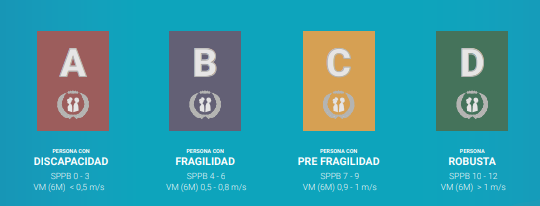 A
B
C
D
PERSONA CON
DISCAPACIDAD
SPPB 0 - 3
VM (6M) < 0,5 m/s
PERSONA CON
FRAGILIDAD
SPPB 4 - 6
VM (6M) 0,5 - 0,8 m/s
PERSONA CON
PRE FRAGILIDAD
SPPB 7 - 9
VM (6M) 0,9 - 1 m/s
PERSONA
ROBUSTA
SPPB 10 - 12
VM (6M) > 1 m/s